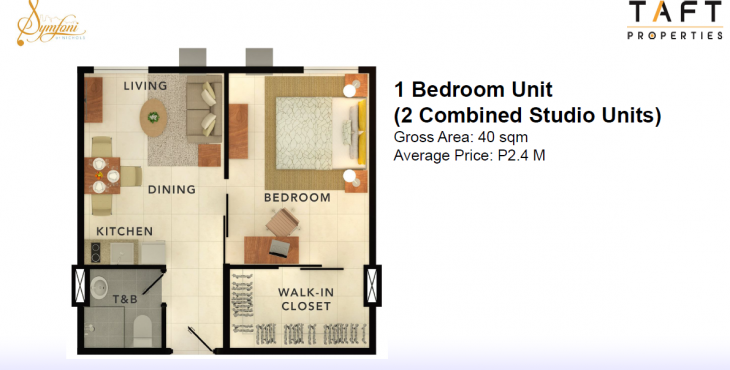 Symfoni
TAFT
PROPERTIES
1 Bedroom Unit
(2 Combined Studio Units)
Gross Area: 40 sqm
Average Price: P2.4 M
LIVING
DINING
BEDROOM
KITCHEN
T&B
WALK-IN
CLOSET